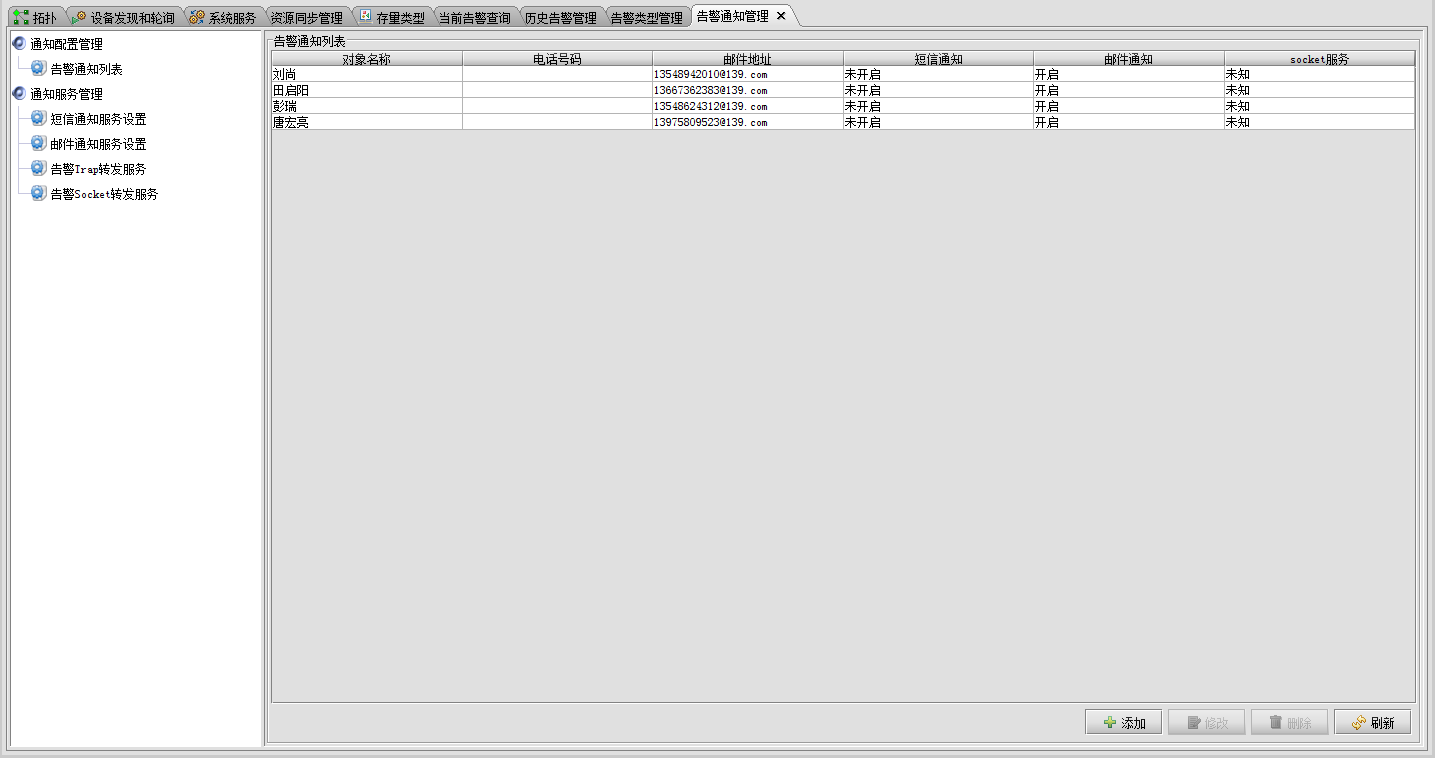 拓扑 设备发现和轮询 系统服务 资源同步管理 存量类型 当前告警查询 历史告警管理 告警类型管理 告警通知管理
通知配置管理
告警通知列表
通知服务管理
短信通知服务设置
邮件通知服务设置
告警Trap转发服务
告警Socket转发服务
告警通知列表
对象名称 电话号码 邮件地址 短信通知 邮件通知 socket服务
刘尚 13548942010@139.com 未开启 开启 未知
田启阳 13667362383@139.com 未开启 开启 未知
彭瑞 13548624312@139.com 未开启 开启 未知
唐宏亮 13975809523@139.com 未开启 开启 未知
添加 修改 删除 刷新